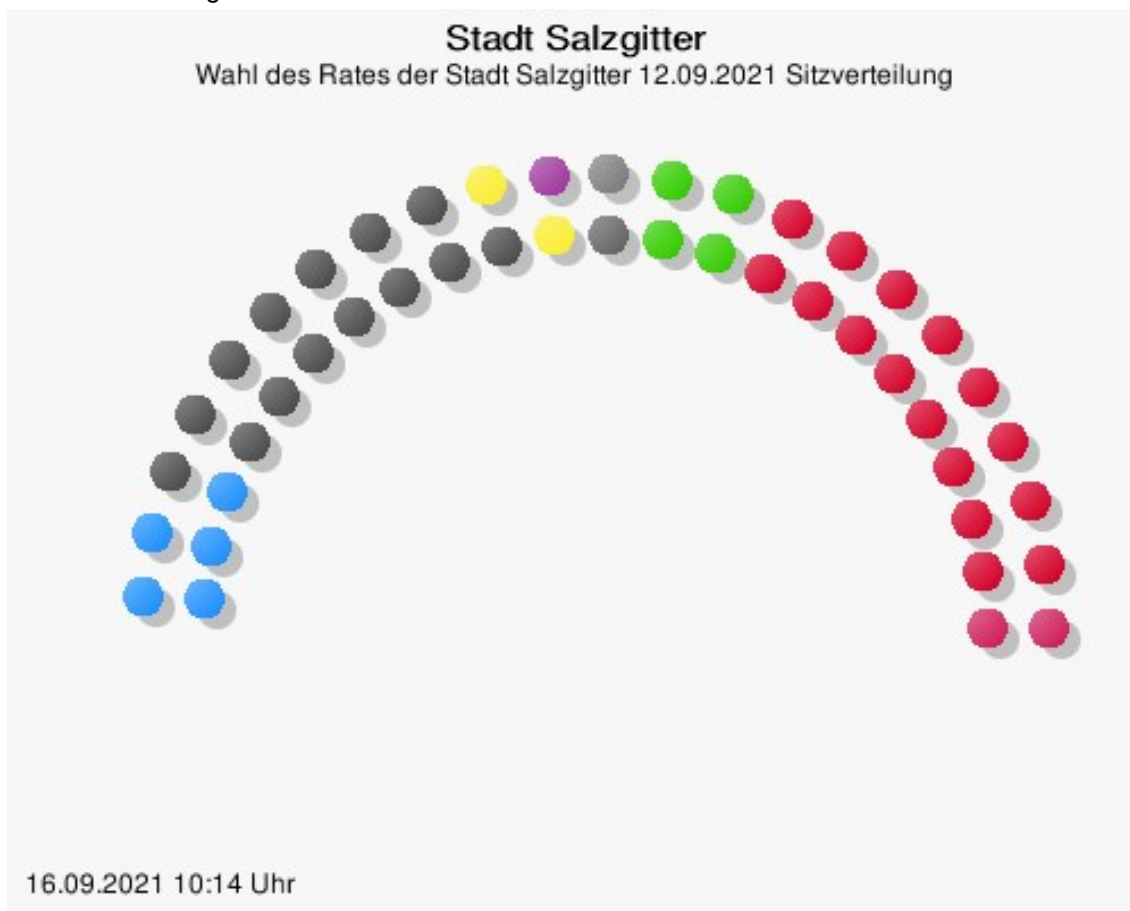 Stadt Salzgitter
Wahl des Rates der Stadt Salzgitter 12.09.2021 Sitzverteilung
16.09.2021 10:14 Uhr